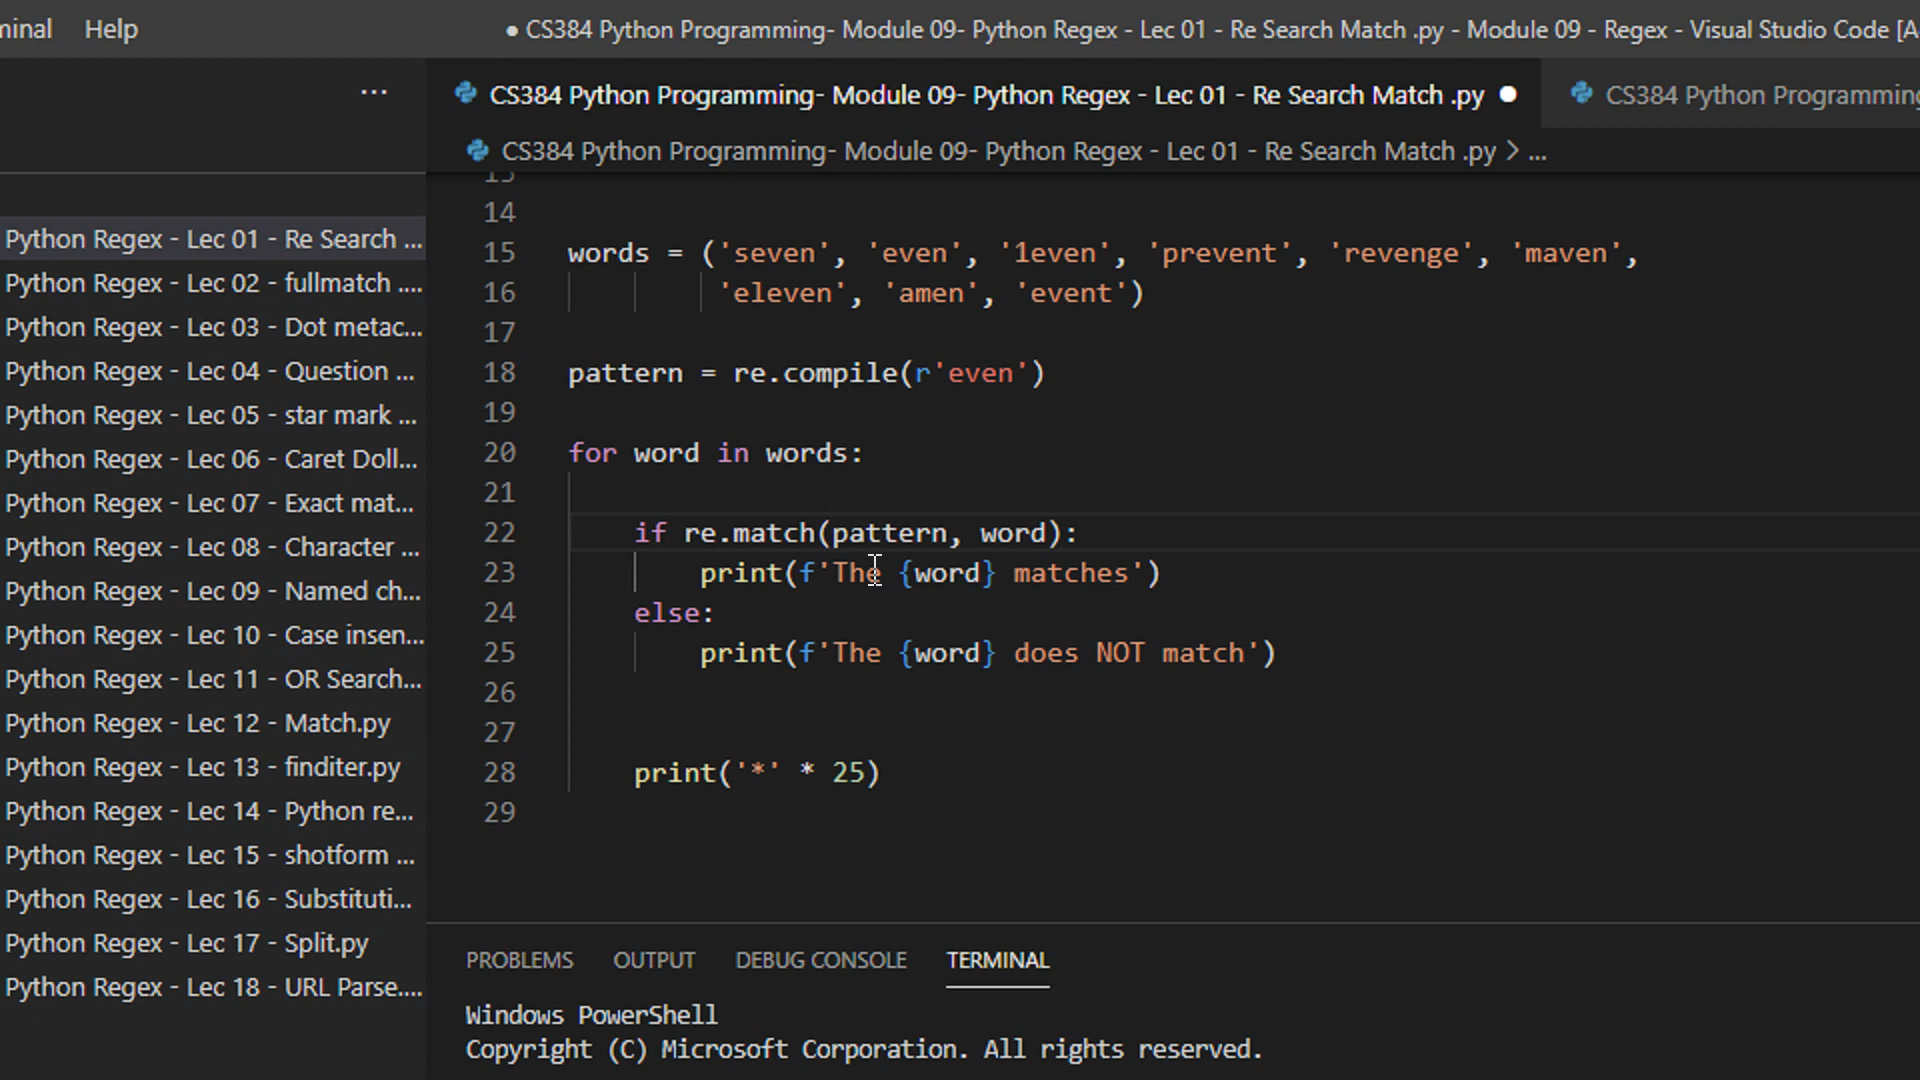 minal Help
● CS384 Python Programming- Module 09- Python Regex - Lec 01 - Re Search Match .py - Module 09 - Regex - Visual Studio Code [A
...
CS384 Python Programming- Module 09- Python Regex - Lec 01 - Re Search Match .py ●
CS384 Python Programming
CS384 Python Programming- Module 09- Python Regex - Lec 01 - Re Search Match .py > ...
Python Regex - Lec 01 - Re Search ...
Python Regex - Lec 02 - fullmatch ....
Python Regex - Lec 03 - Dot metac...
Python Regex - Lec 04 - Question ...
Python Regex - Lec 05 - star mark ...
Python Regex - Lec 06 - Caret Doll...
Python Regex - Lec 07 - Exact mat...
Python Regex - Lec 08 - Character ...
Python Regex - Lec 09 - Named ch...
Python Regex - Lec 10 - Case insen...
Python Regex - Lec 11 - OR Search...
Python Regex - Lec 12 - Match.py
Python Regex - Lec 13 - finditer.py
Python Regex - Lec 14 - Python re...
Python Regex - Lec 15 - shotform ...
Python Regex - Lec 16 - Substituti...
Python Regex - Lec 17 - Split.py
Python Regex - Lec 18 - URL Parse....
13
14
15 words = ('seven', 'even', '1even', 'prevent', 'revenge', 'maven',
16 'eleven', 'amen', 'event')
17
18 pattern = re.compile(r'even')
19
20 for word in words:
21
22 if re.match(pattern, word):
23 print(f'The {word} matches')
24 else:
25 print(f'The {word} does NOT match')
26
27
28 print('*' * 25)
29
PROBLEMS OUTPUT DEBUG CONSOLE TERMINAL
Windows PowerShell
Copyright (C) Microsoft Corporation. All rights reserved.